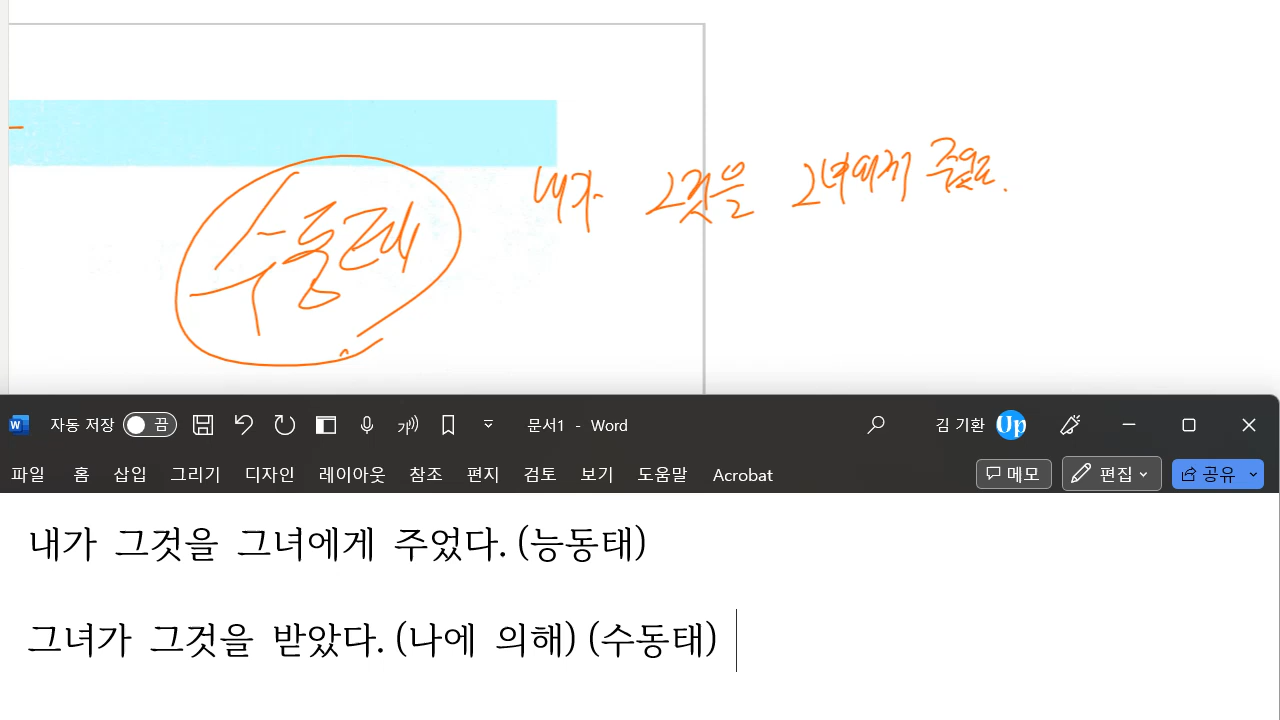 내가 그것을 그녀에게 주었다.
수동태
자동 저장 끔 가 문서1 - Word 김 기환 Up
파일 홈 삽입 그리기 디자인 레이아웃 참조 편지 검토 보기 도움말 Acrobat 메모 편집 공유
내가 그것을 그녀에게 주었다. (능동태)
그녀가 그것을 받았다. (나에 의해) (수동태)